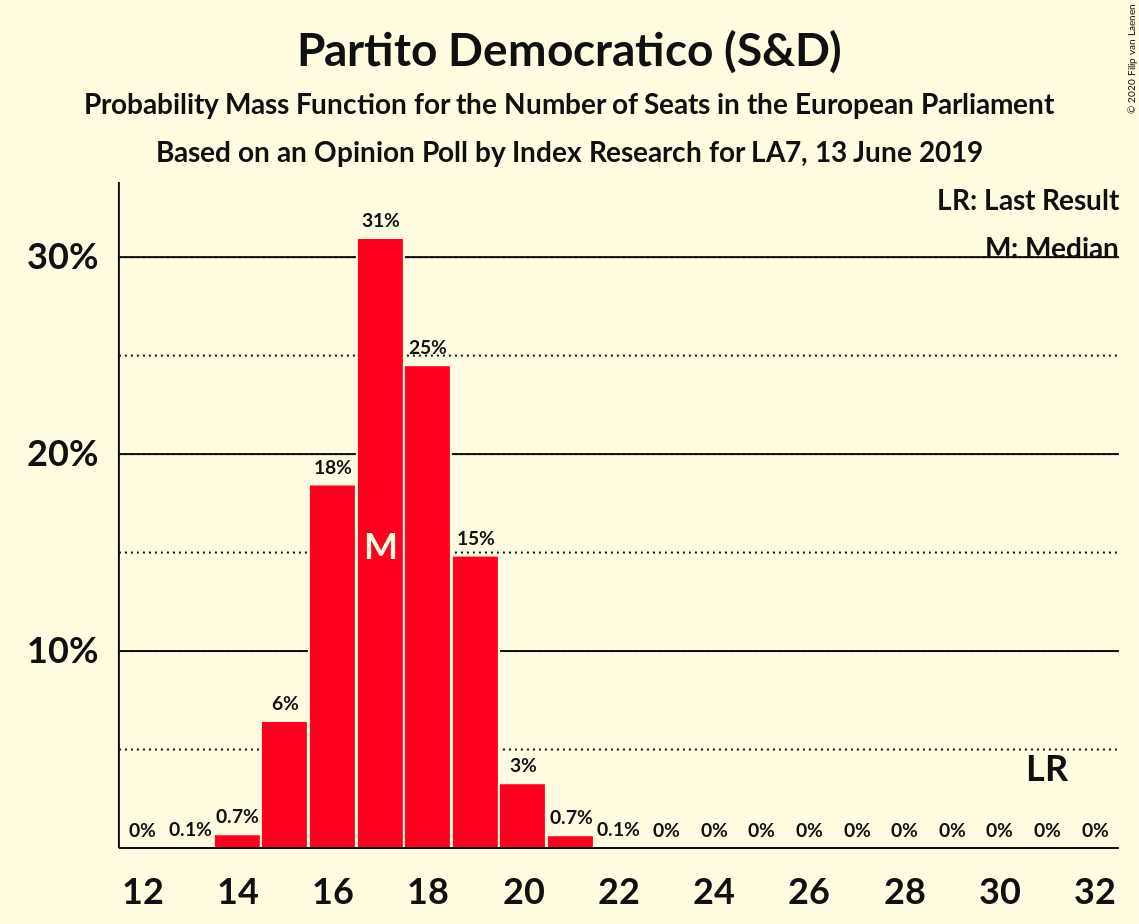 Partito Democratico (S&D)
Probability Mass Function for the Number of Seats in the European Parliament
Based on an Opinion Poll by Index Research for LA7, 13 June 2019
© 2020 Filip van Laenen
LR: Last Result
M: Median
30%
20%
10%
0%
0.1%
0.7%
6%
18%
31%
25%
15%
3%
0.7%
0.1%
0%
0%
0%
0%
0%
0%
0%
0%
0%
0%
M
LR
12 14 16 18 20 22 24 26 28 30 32